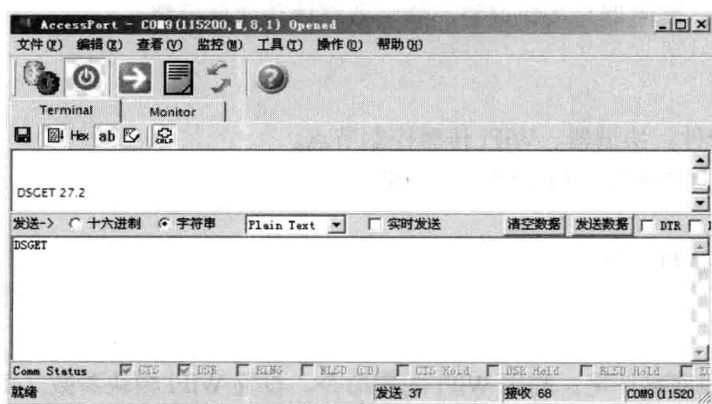 AccessPort - COM9(115200,N,8,1) Opened
文件(F) 编辑(E) 查看(V) 监控(M) 工具(T) 操作(O) 帮助(H)
Terminal Monitor
Hex ab CRLF
DSGET 27.2
发送-> 十六进制 字符串 Plain Text 实时发送 清空数据 发送数据 DTR
DSGET
Comm Status CTS DSR RING RLSD (CD) CTS Hold DSR Hold RLSD Hold
就绪 发送 37 接收 68 COM9 (11520